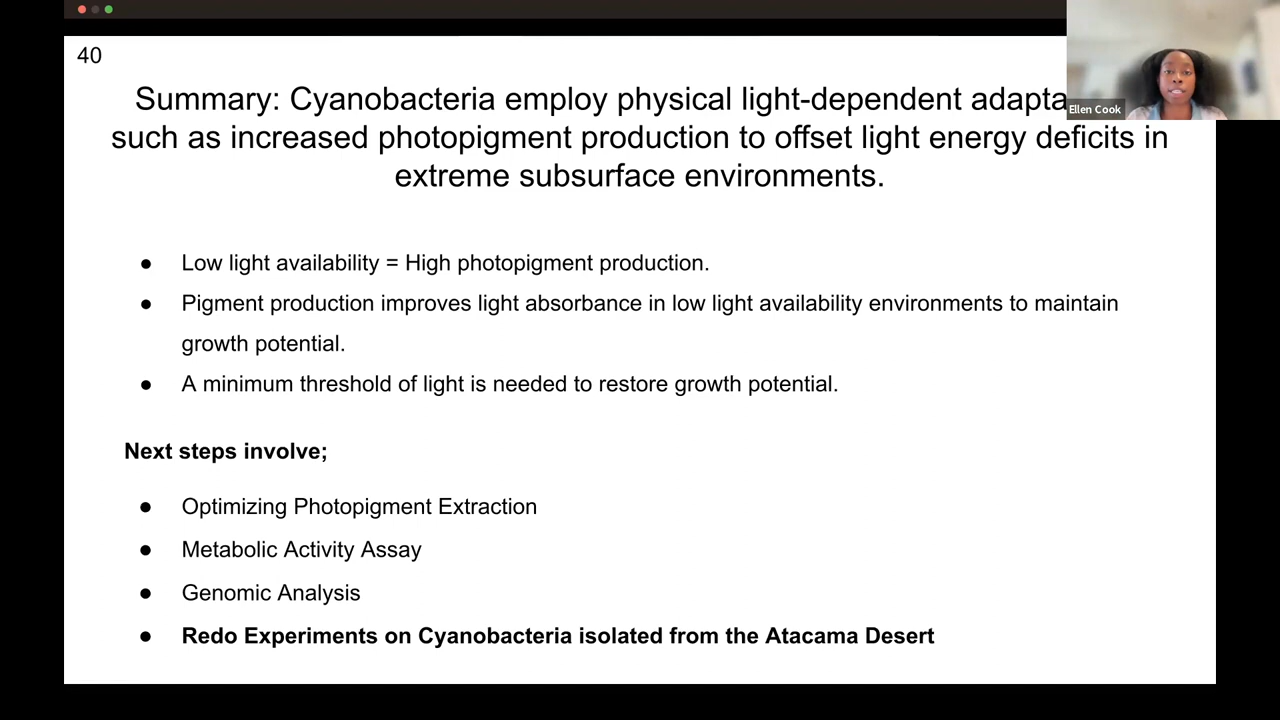 40
Summary: Cyanobacteria employ physical light-dependent
such as increased photopigment production to offset light energy deficits in
extreme subsurface environments.
● Low light availability = High photopigment production.
● Pigment production improves light absorbance in low light availability environments to maintain
growth potential.
● A minimum threshold of light is needed to restore growth potential.
Next steps involve;
● Optimizing Photopigment Extraction
● Metabolic Activity Assay
● Genomic Analysis
● Redo Experiments on Cyanobacteria isolated from the Atacama Desert
Ellen Cook